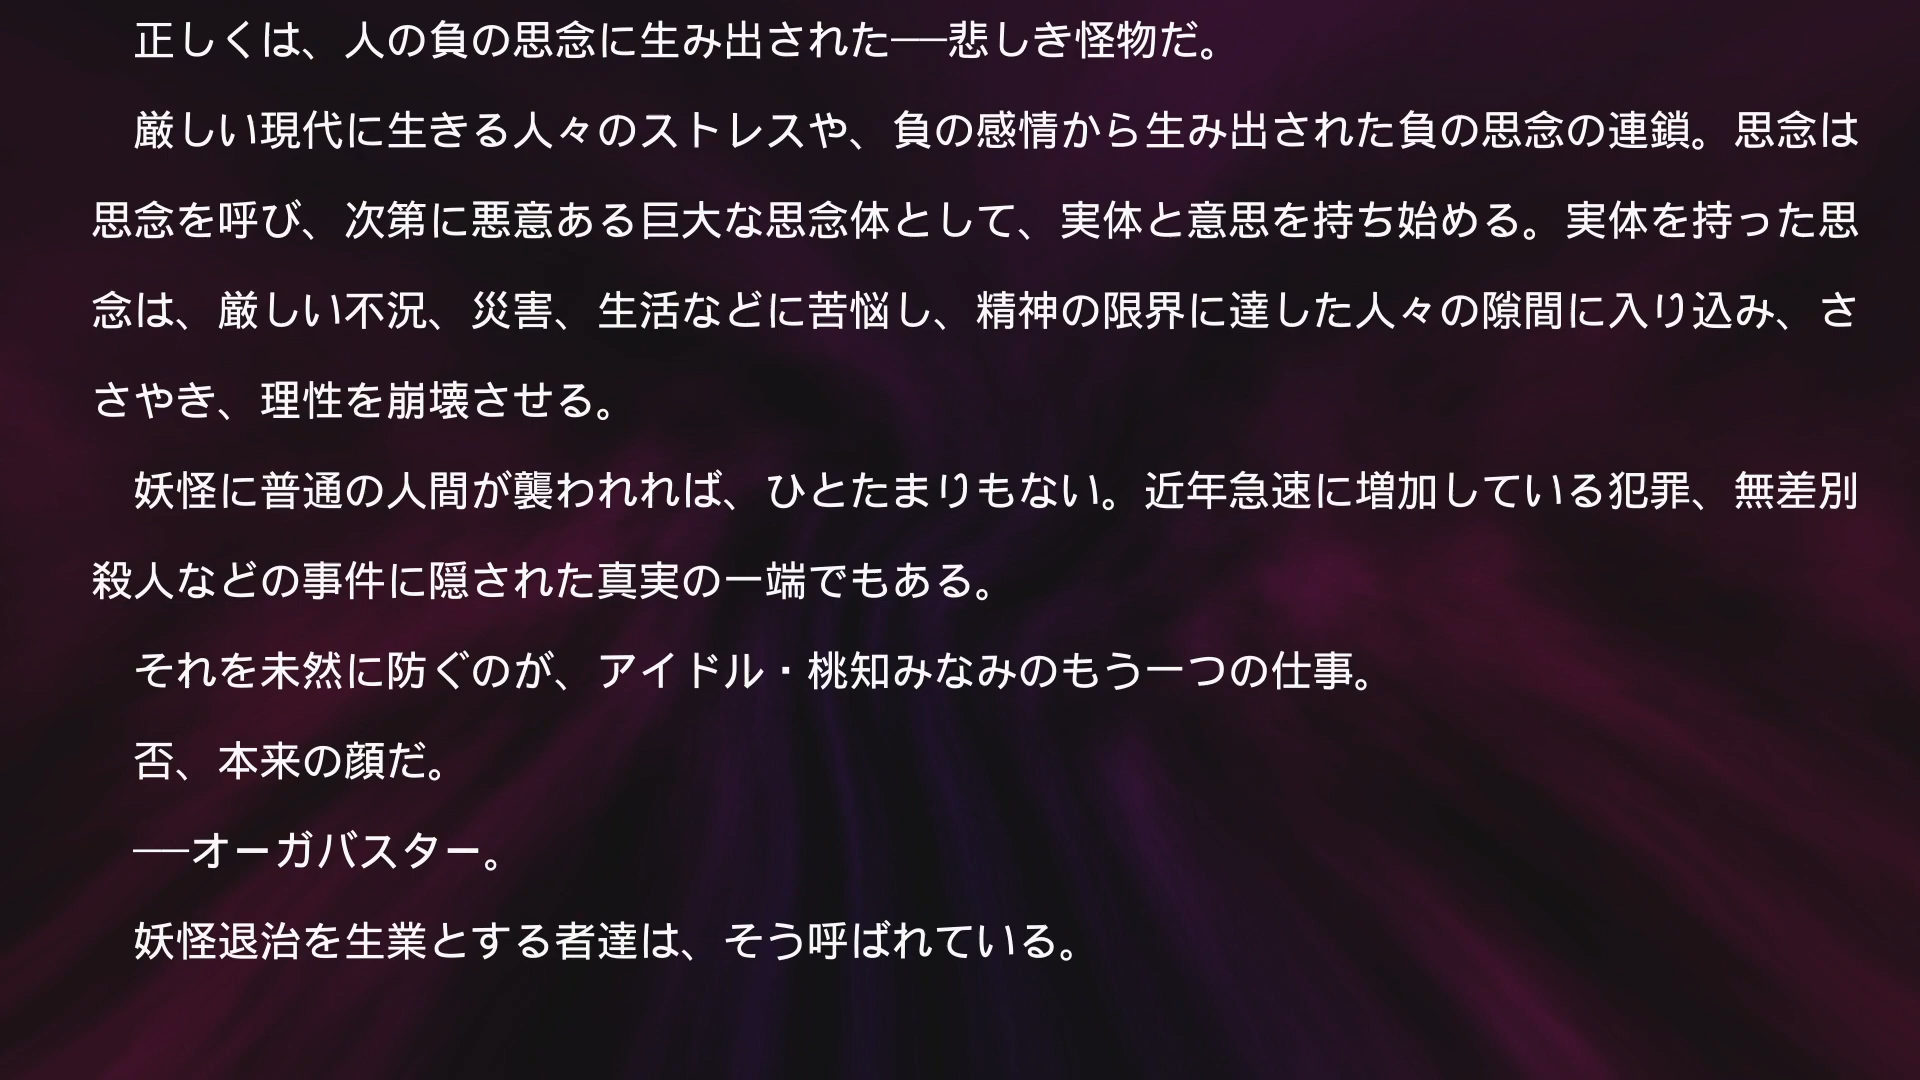 正しくは、人の負の思念に生み出された──悲しき怪物だ。
厳しい現代に生きる人々のストレスや、負の感情から生み出された負の思念の連鎖。思念は
思念を呼び、次第に悪意ある巨大な思念体として、実体と意思を持ち始める。実体を持った思
念は、厳しい不況、災害、生活などに苦悩し、精神の限界に達した人々の隙間に入り込み、さ
さやき、理性を崩壊させる。
妖怪に普通の人間が襲われれば、ひとたまりもない。近年急速に増加している犯罪、無差別
殺人などの事件に隠された真実の一端でもある。
それを未然に防ぐのが、アイドル・桃知みなみのもう一つの仕事。
否、本来の顔だ。
──オーガバスター。
妖怪退治を生業とする者達は、そう呼ばれている。